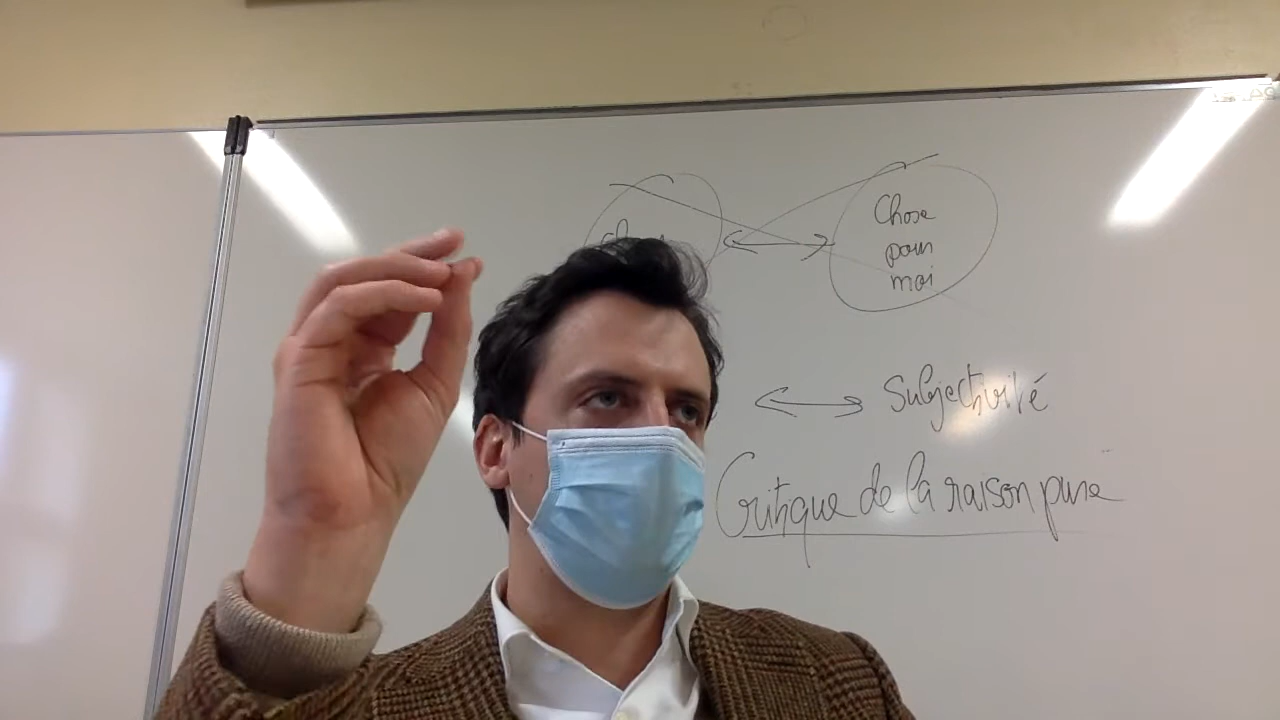 Chose
pour
moi
Subjectivité
Critique de la raison pure